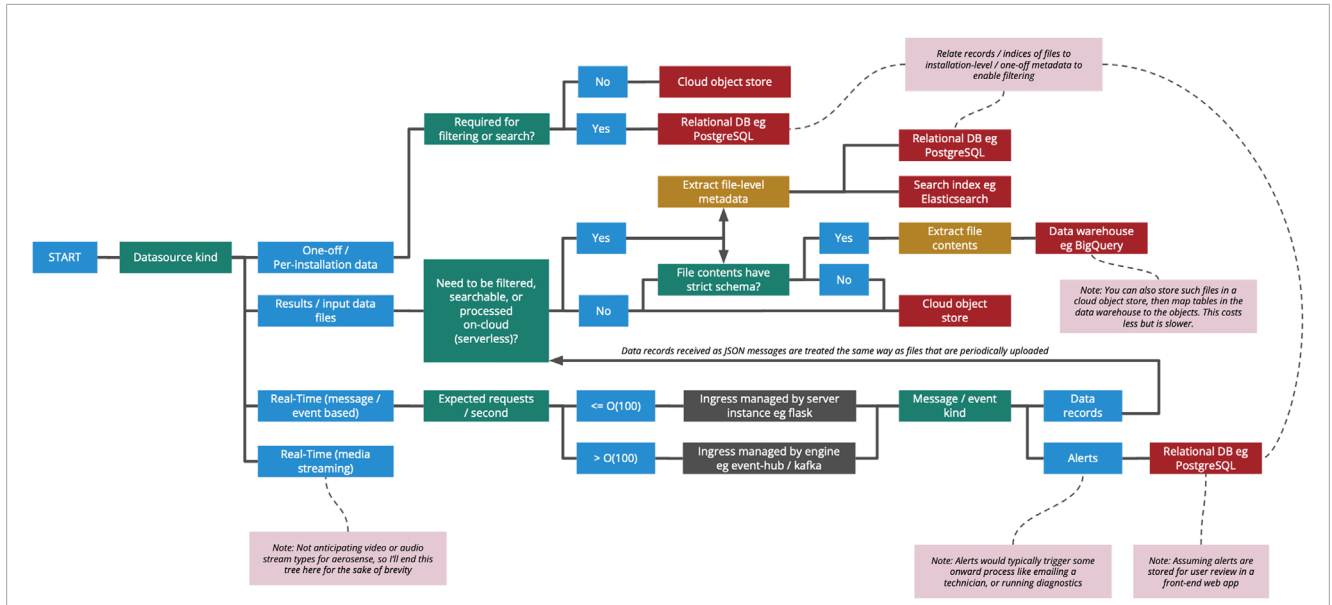 Relate records / indices of files to
installation-level / one-off metadata to
enable filtering
No
Cloud object store
Required for
filtering or search?
Yes
Relational DB eg
PostgreSQL
Relational DB eg
PostgreSQL
Extract file-level
metadata
Search index eg
Elasticsearch
START
Datasource kind
One-off /
Per-installation data
Need to be filtered,
searchable, or
processed
on-cloud
(serverless)?
Yes
File contents have
strict schema?
Yes
Extract file
contents
Data warehouse
eg BigQuery
No
Results / input data
files
No
Cloud object
store
Note: You can also store such files in a
cloud object store, then map tables in the
data warehouse to the objects. This costs
less but is slower.
Data records received as JSON messages are treated the same way as files that are periodically uploaded
Real-Time (message /
event based)
Expected requests
/ second
<= O(100)
Ingress managed by server
instance eg flask
Message / event
kind
Data
records
Real-Time (media
streaming)
> O(100)
Ingress managed by engine
eg event-hub / kafka
Alerts
Relational DB eg
PostgreSQL
Note: Not anticipating video or audio
stream types for aerosense, so I'll end this
tree here for the sake of brevity
Note: Alerts would typically trigger some
onward process like emailing a
technician, or running diagnostics
Note: Assuming alerts are
stored for user review in a
front-end web app